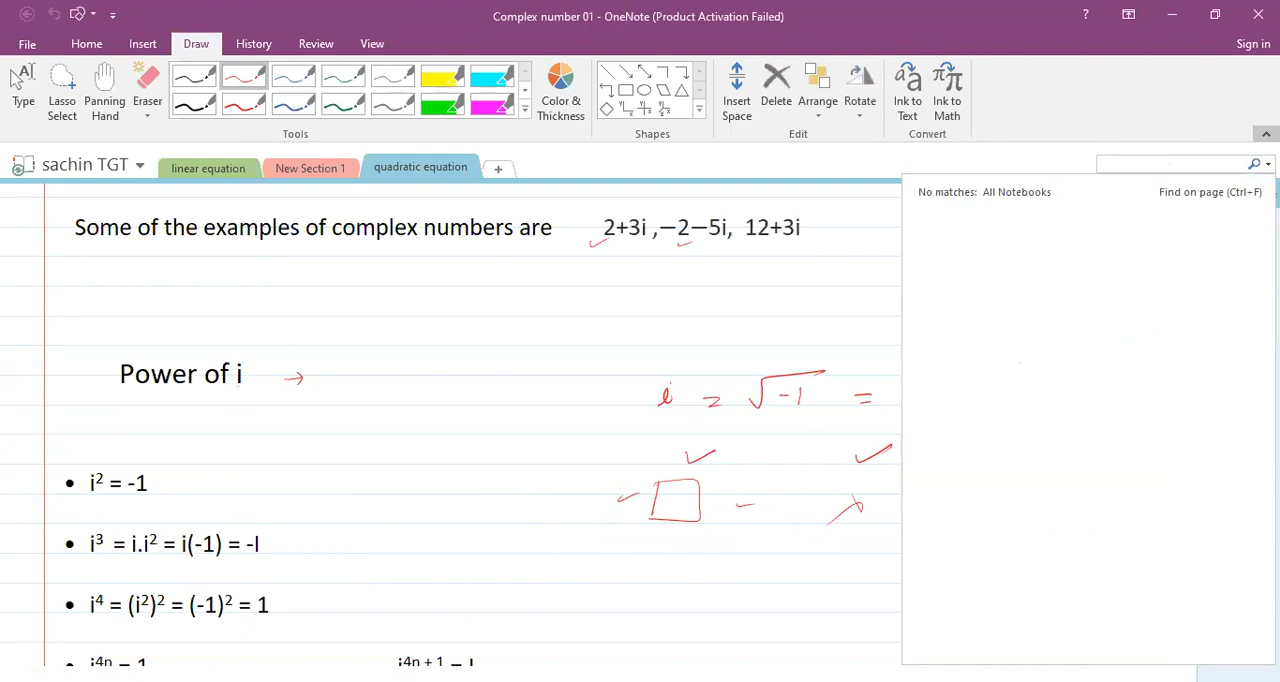 Complex number 01 - OneNote (Product Activation Failed)
?
File Home Insert Draw History Review View Sign in
Type Lasso Select Panning Hand Eraser Color & Thickness Insert Space Delete Arrange Rotate Ink to Text Ink to Math
Tools Shapes Edit Convert
sachin TGT linear equation New Section 1 quadratic equation +
No matches: All Notebooks Find on page (Ctrl+F)
Some of the examples of complex numbers are 2+3i ,−2−5i, 12+3i
Power of i →
i = √-1 =
• i² = -1
• i³ = i.i² = i(-1) = -I
• i⁴ = (i²)² = (-1)² = 1
• i⁴ⁿ = 1 i⁴ⁿ ⁺ ¹ = I